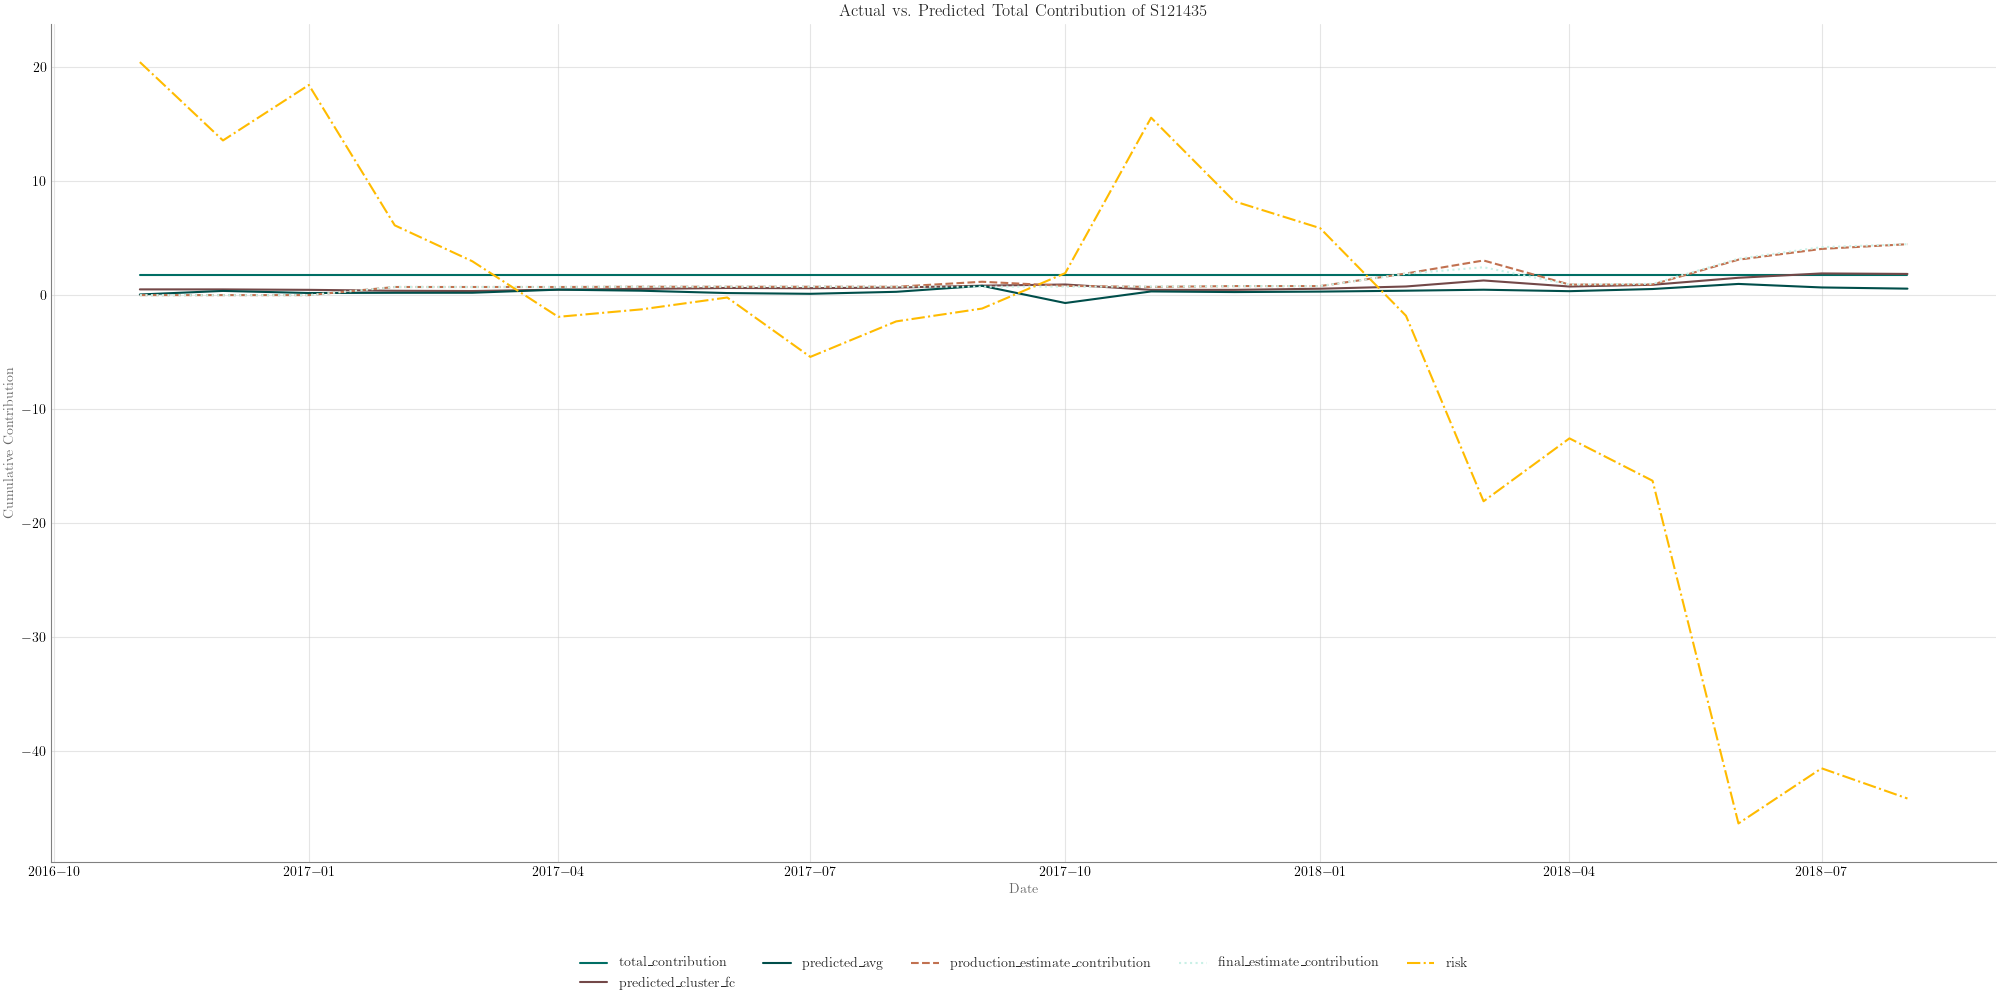 Actual vs. Predicted Total Contribution of S121435
20
10
0
−10
−20
−30
−40
Cumulative Contribution
2016−10 2017−01 2017−04 2017−07 2017−10 2018−01 2018−04 2018−07
Date
total_contribution predicted_avg production_estimate_contribution final_estimate_contribution risk
predicted_cluster_fc